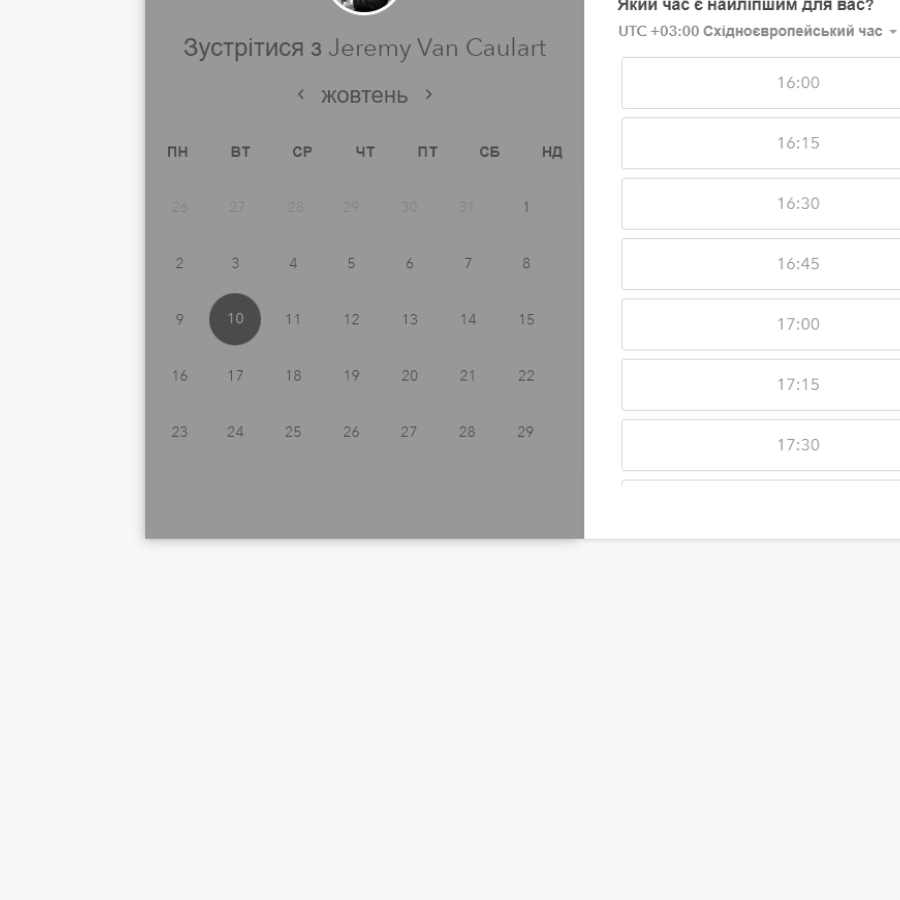 Зустрітися з Jeremy Van Caulart
‹ жовтень ›
ПН ВТ СР ЧТ ПТ СБ НД
26 27 28 29 30 31 1
2 3 4 5 6 7 8
9 10 11 12 13 14 15
16 17 18 19 20 21 22
23 24 25 26 27 28 29
Який час є найліпшим для вас?
UTC +03:00 Східноєвропейський час
16:00
16:15
16:30
16:45
17:00
17:15
17:30